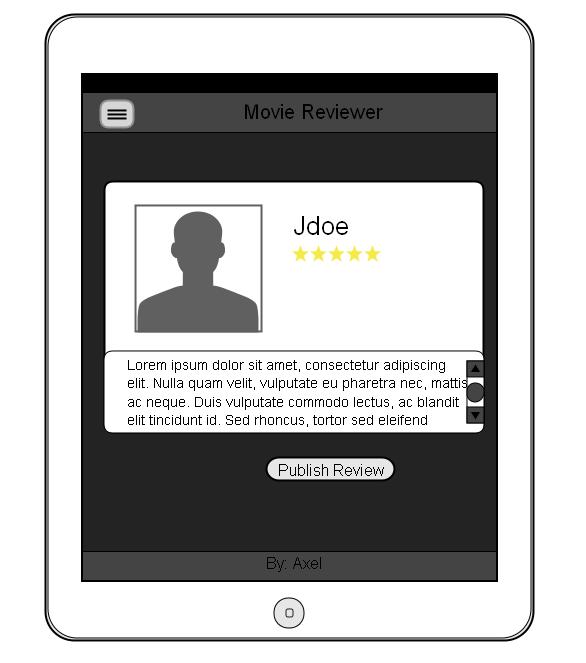 Movie Reviewer
Jdoe
Lorem ipsum dolor sit amet, consectetur adipiscing
elit. Nulla quam velit, vulputate eu pharetra nec, mattis
ac neque. Duis vulputate commodo lectus, ac blandit
elit tincidunt id. Sed rhoncus, tortor sed eleifend
Publish Review
By: Axel